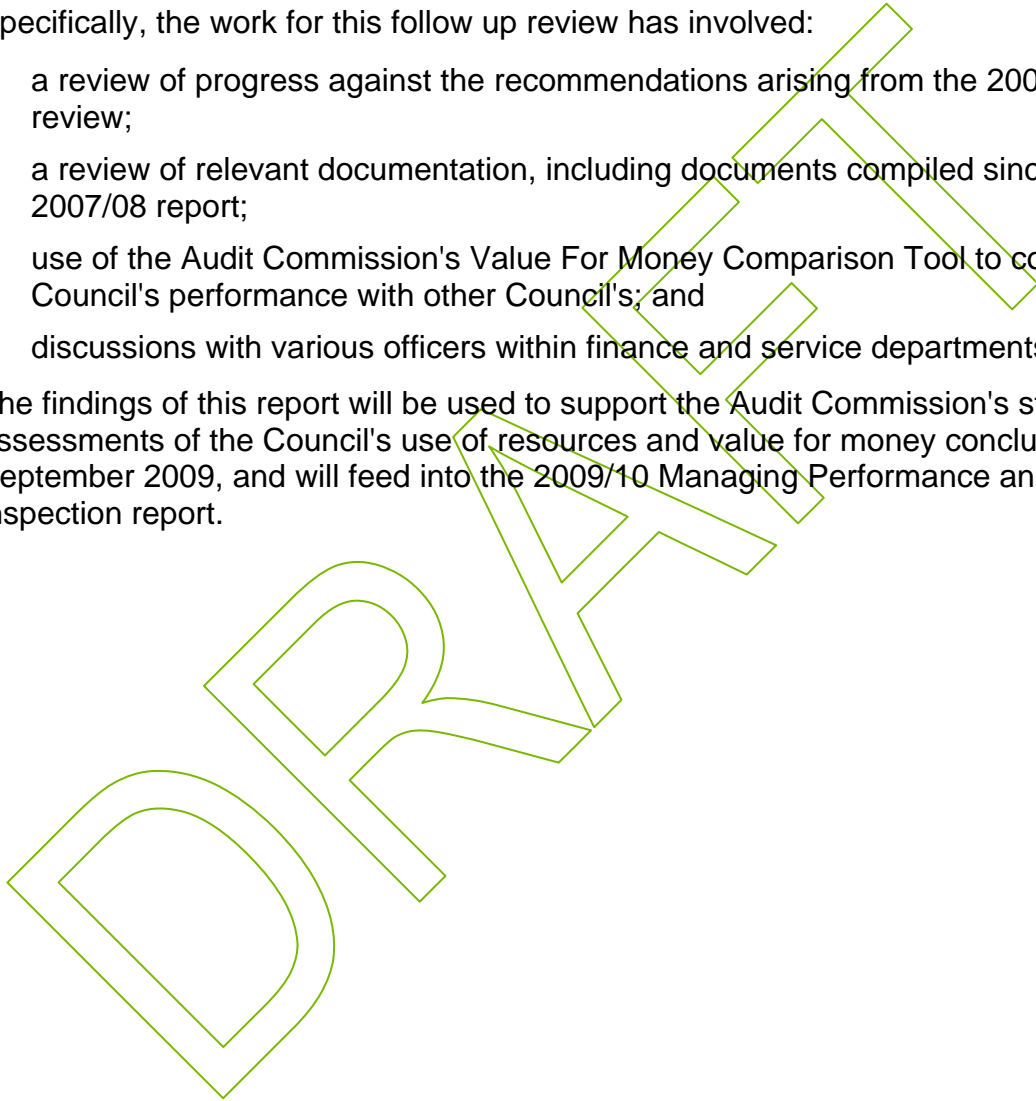 pecifically, the work for this follow up review has involved:
a review of progress against the recommendations arising from the 200
review;
a review of relevant documentation, including documents compiled sinc
2007/08 report;
use of the Audit Commission's Value For Money Comparison Tool to co
Council's performance with other Council's; and
discussions with various officers within finance and service departments
he findings of this report will be used to support the Audit Commission's s
ssessments of the Council's use of resources and value for money conclu
eptember 2009, and will feed into the 2009/10 Managing Performance an
nspection report.
DRAFT